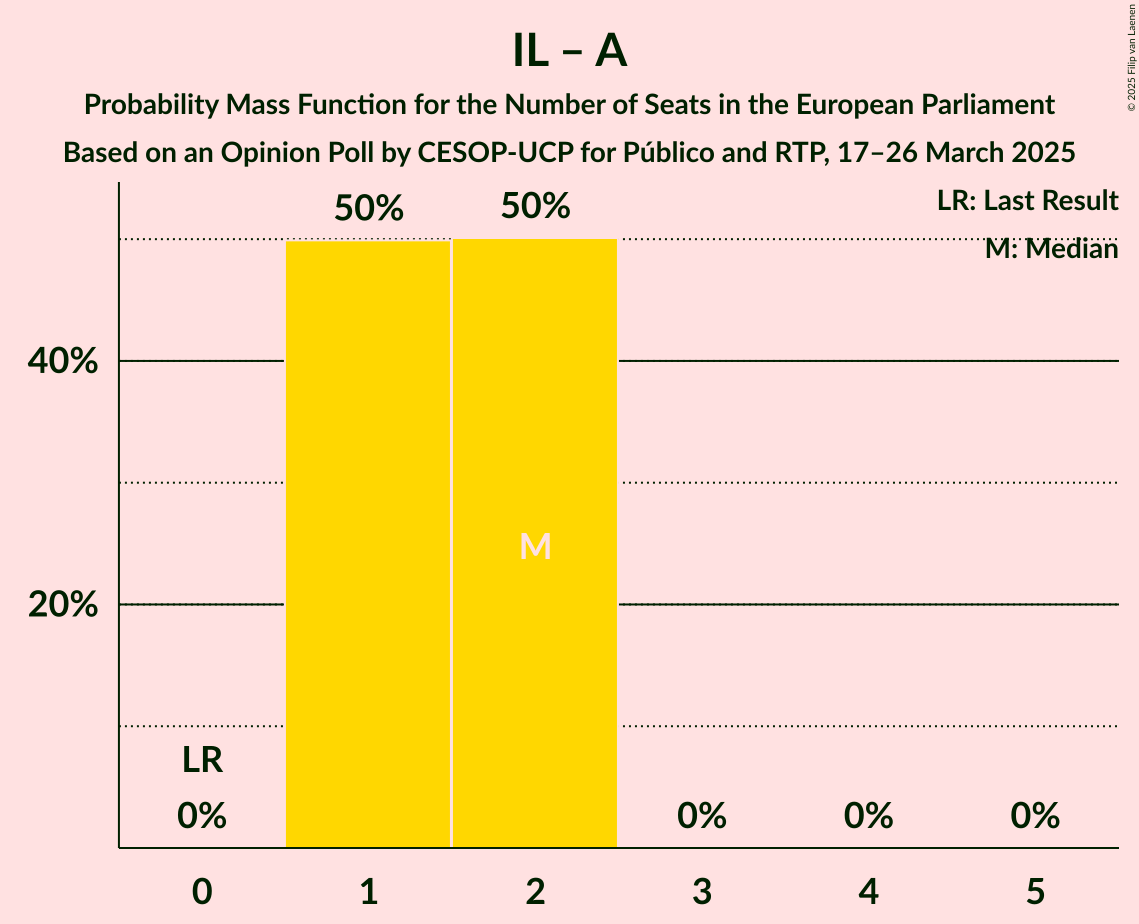 IL – A
Probability Mass Function for the Number of Seats in the European Parliament
Based on an Opinion Poll by CESOP-UCP for Público and RTP, 17–26 March 2025
© 2025 Filip van Laenen
LR: Last Result
M: Median
50%
50%
40%
M
20%
LR
0%
0%
0%
0%
0
1
2
3
4
5